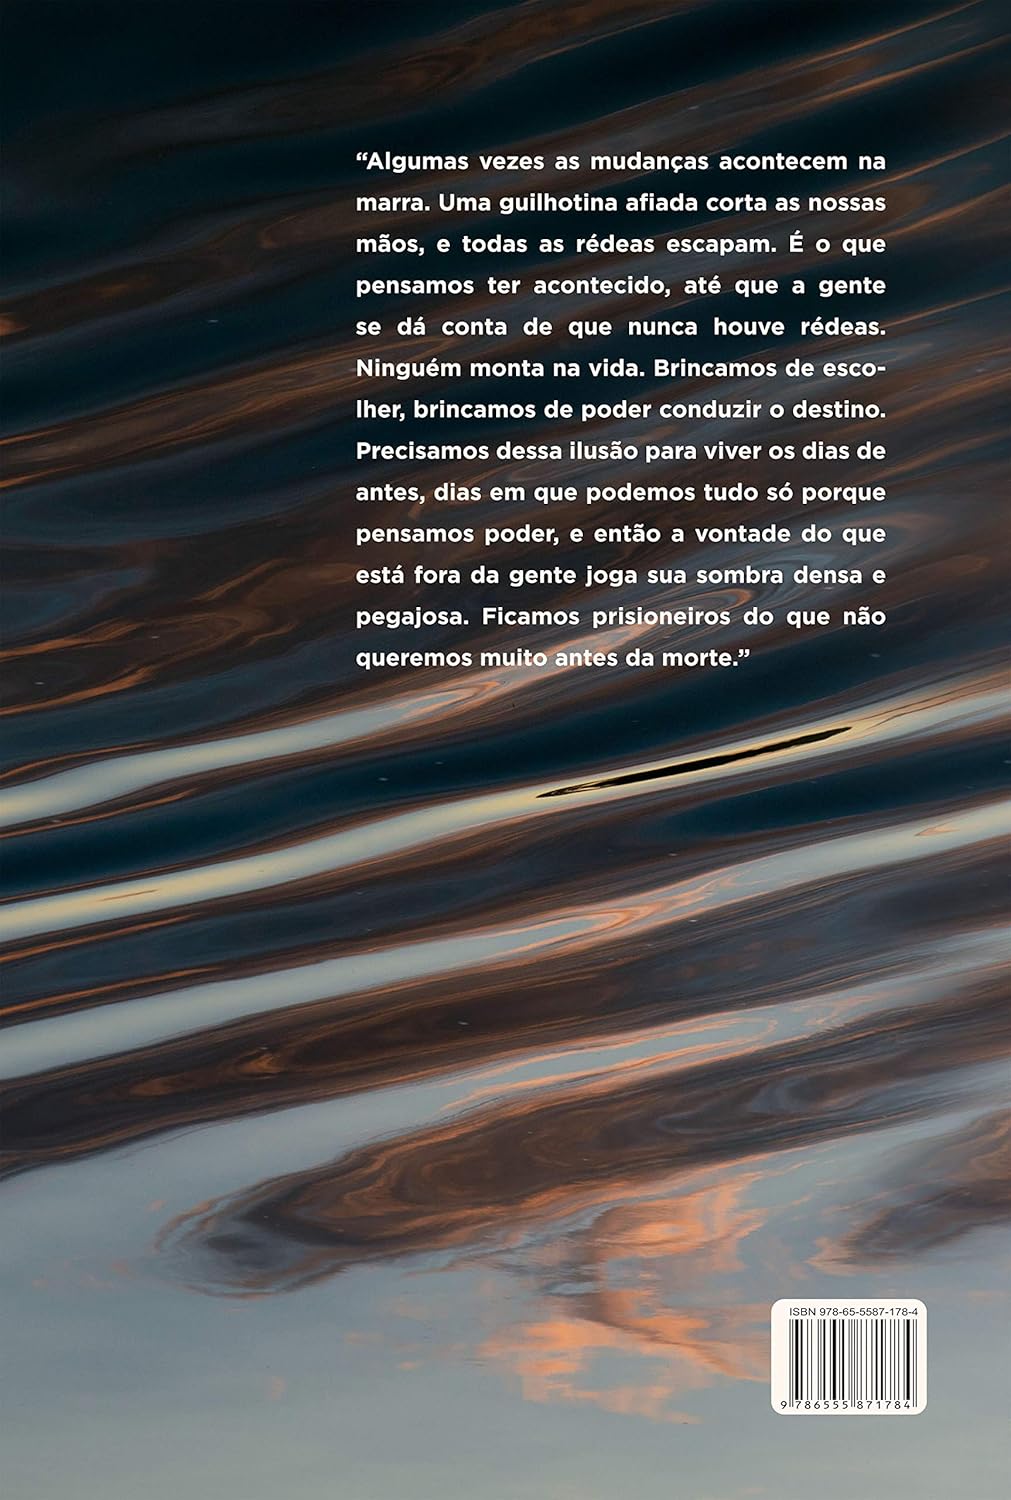 “Algumas vezes as mudanças acontecem na
marra. Uma guilhotina afiada corta as nossas
mãos, e todas as rédeas escapam. É o que
pensamos ter acontecido, até que a gente
se dá conta de que nunca houve rédeas.
Ninguém monta na vida. Brincamos de esco-
lher, brincamos de poder conduzir o destino.
Precisamos dessa ilusão para viver os dias de
antes, dias em que podemos tudo só porque
pensamos poder, e então a vontade do que
está fora da gente joga sua sombra densa e
pegajosa. Ficamos prisioneiros do que não
queremos muito antes da morte.”
ISBN 978-65-5587-178-4
9 786555 871784